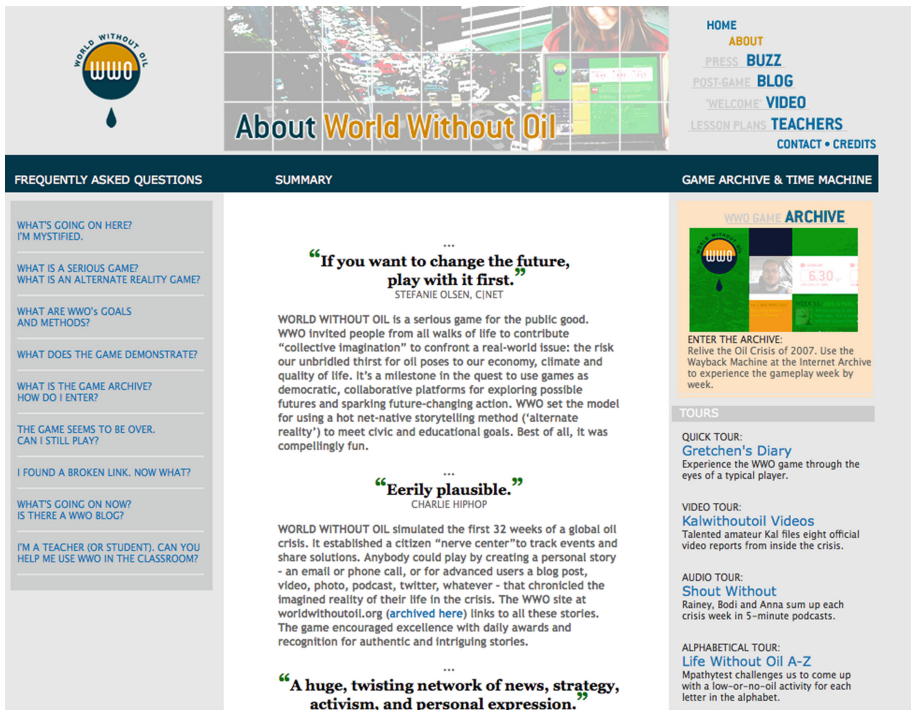 WORLD WITHOUT OIL
WWO
About World Without Oil
HOME
ABOUT
PRESS BUZZ
POST-GAME BLOG
'WELCOME' VIDEO
LESSON PLANS TEACHERS
CONTACT • CREDITS
FREQUENTLY ASKED QUESTIONS
SUMMARY
GAME ARCHIVE & TIME MACHINE
WHAT'S GOING ON HERE?
I'M MYSTIFIED.
WHAT IS A SERIOUS GAME?
WHAT IS AN ALTERNATE REALITY GAME?
WHAT ARE WWO's GOALS
AND METHODS?
WHAT DOES THE GAME DEMONSTRATE?
WHAT IS THE GAME ARCHIVE?
HOW DO I ENTER?
THE GAME SEEMS TO BE OVER.
CAN I STILL PLAY?
I FOUND A BROKEN LINK. NOW WHAT?
WHAT'S GOING ON NOW?
IS THERE A WWO BLOG?
I'M A TEACHER (OR STUDENT). CAN YOU
HELP ME USE WWO IN THE CLASSROOM?
...
“If you want to change the future,
play with it first.”
STEFANIE OLSEN, C|NET
WORLD WITHOUT OIL is a serious game for the public good.
WWO invited people from all walks of life to contribute
“collective imagination” to confront a real-world issue: the risk
our unbridled thirst for oil poses to our economy, climate and
quality of life. It's a milestone in the quest to use games as
democratic, collaborative platforms for exploring possible
futures and sparking future-changing action. WWO set the model
for using a hot net-native storytelling method (‘alternate
reality’) to meet civic and educational goals. Best of all, it was
compellingly fun.
...
“Eerily plausible.”
CHARLIE HIPHOP
WORLD WITHOUT OIL simulated the first 32 weeks of a global oil
crisis. It established a citizen “nerve center”to track events and
share solutions. Anybody could play by creating a personal story
- an email or phone call, or for advanced users a blog post,
video, photo, podcast, twitter, whatever - that chronicled the
imagined reality of their life in the crisis. The WWO site at
worldwithoutoil.org (archived here) links to all these stories.
The game encouraged excellence with daily awards and
recognition for authentic and intriguing stories.
...
“A huge, twisting network of news, strategy,
activism, and personal expression.”
WWO GAME ARCHIVE
WORLD WITHOUT OIL
WWO
6.30
ENTER THE ARCHIVE:
Relive the Oil Crisis of 2007. Use the
Wayback Machine at the Internet Archive
to experience the gameplay week by
week.
TOURS
QUICK TOUR:
Gretchen's Diary
Experience the WWO game through the
eyes of a typical player.
VIDEO TOUR:
Kalwithoutoil Videos
Talented amateur Kal files eight official
video reports from inside the crisis.
AUDIO TOUR:
Shout Without
Rainey, Bodi and Anna sum up each
crisis week in 5-minute podcasts.
ALPHABETICAL TOUR:
Life Without Oil A-Z
Mpathytest challenges us to come up
with a low-or-no-oil activity for each
letter in the alphabet.